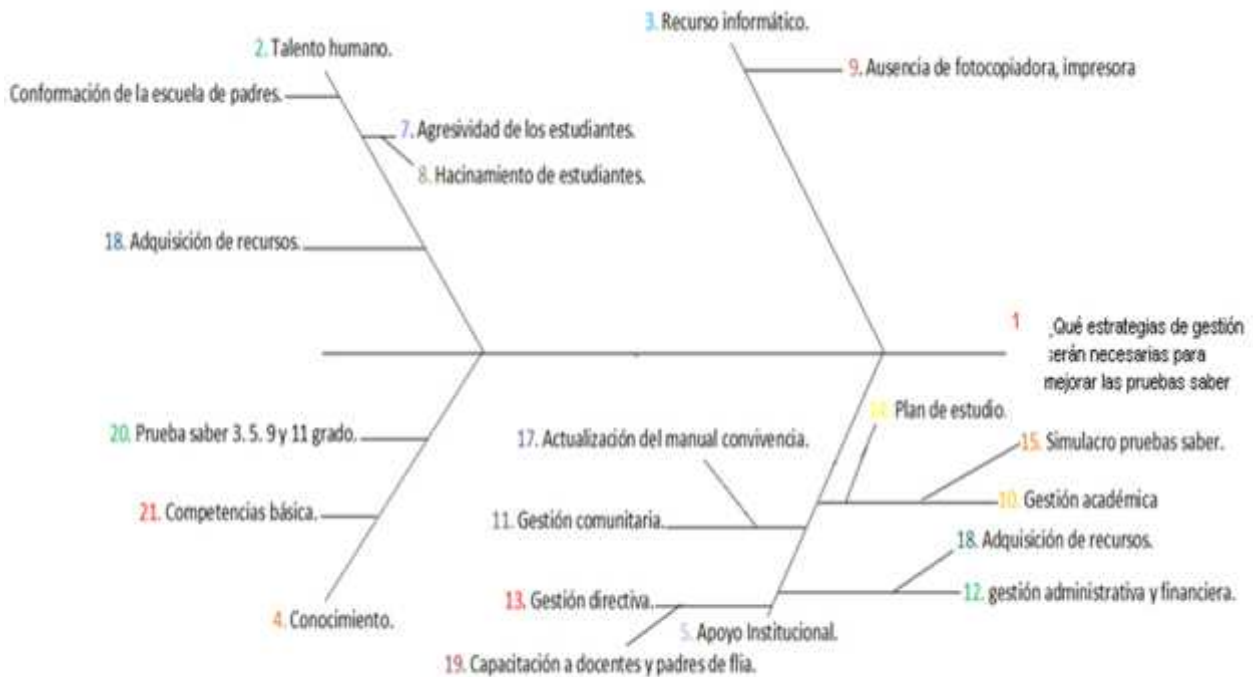 3. Recurso informático.
2. Talento humano.
9. Ausencia de fotocopiadora, impresora
Conformación de la escuela de padres.
7. Agresividad de los estudiantes.
8. Hacinamiento de estudiantes.
18. Adquisición de recursos.
1
Qué estrategias de gestión
serán necesarias para
mejorar las pruebas saber
Plan de estudio.
20. Prueba saber 3. 5. 9 y 11 grado.
17. Actualización del manual convivencia.
15. Simulacro pruebas saber.
21. Competencias básica.
11. Gestión comunitaria.
10. Gestión académica
18. Adquisición de recursos.
12. gestión administrativa y financiera.
13. Gestión directiva.
4. Conocimiento.
5. Apoyo Institucional.
19. Capacitación a docentes y padres de flia.